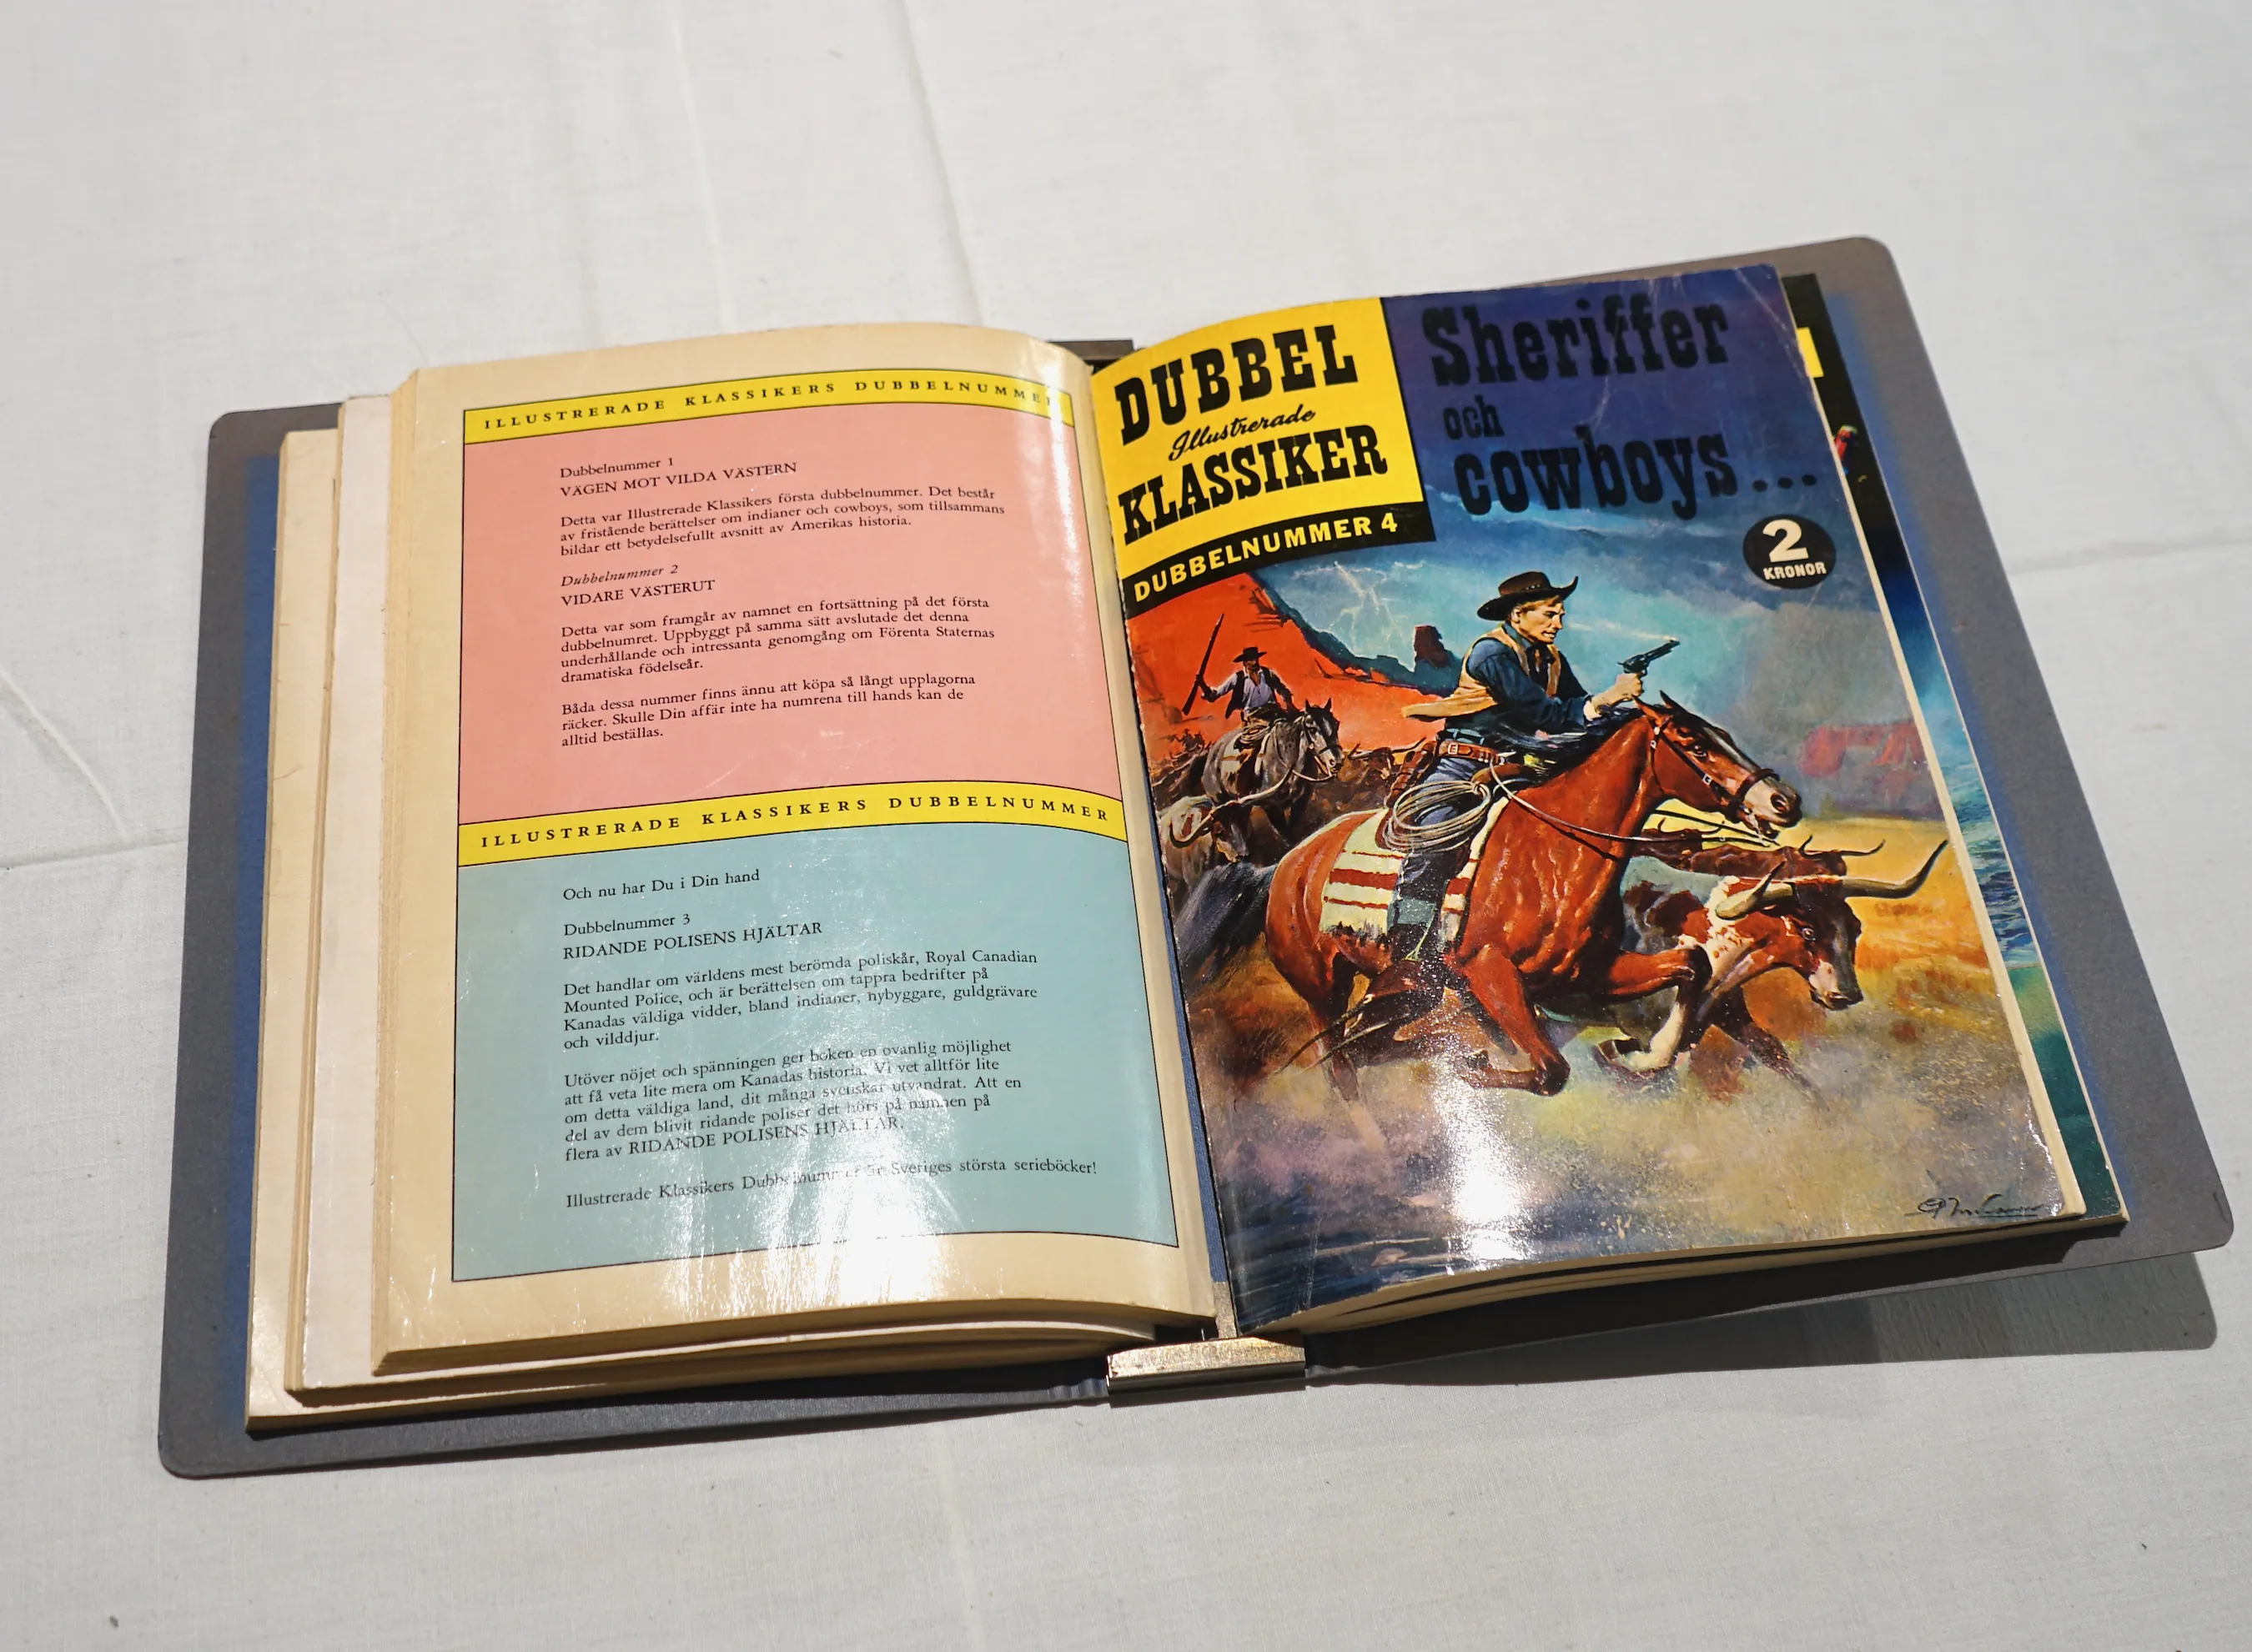 ILLUSTRERADE KLASSIKERS DUBBELNUMMER
Dubbelnummer 1
VÄGEN MOT VILDA VÄSTERN
Detta var Illustrerade Klassikers första dubbelnummer. Det består
av fristående berättelser om indianer och cowboys, som tillsammans
bildar ett betydelsefullt avsnitt av Amerikas historia.
Dubbelnummer 2
VIDARE VÄSTERUT
Detta var som framgår av namnet en fortsättning på det första
dubbelnumret. Uppbyggt på samma sätt avslutade det denna
underhållande och intressanta genomgång om Förenta Staternas
dramatiska födelseår.
Båda dessa nummer finns ännu att köpa så långt upplagorna
räcker. Skulle Din affär inte ha numrena till hands kan de
alltid beställas.
ILLUSTRERADE KLASSIKERS DUBBELNUMMER
Och nu har Du i Din hand
Dubbelnummer 3
RIDANDE POLISENS HJÄLTAR
Det handlar om världens mest berömda poliskår, Royal Canadian
Mounted Police, och är berättelsen om tappra bedrifter på
Kanadas väldiga vidder, bland indianer, nybyggare, guldgrävare
och vilddjur.
Utöver nöjet och spänningen ger boken en ovanlig möjlighet
att få veta lite mera om Kanadas historia. Vi vet alltför lite
om detta väldiga land, dit många svenskar utvandrat. Att en
del av dem blivit ridande poliser det hörs på namnen på
flera av RIDANDE POLISENS HJÄLTAR.
Illustrerade Klassikers Dubbelnummer är Sveriges största serieböcker!
DUBBEL
Illustrerade
KLASSIKER
DUBBELNUMMER 4
Sheriffer
och
cowboys...
2
KRONOR